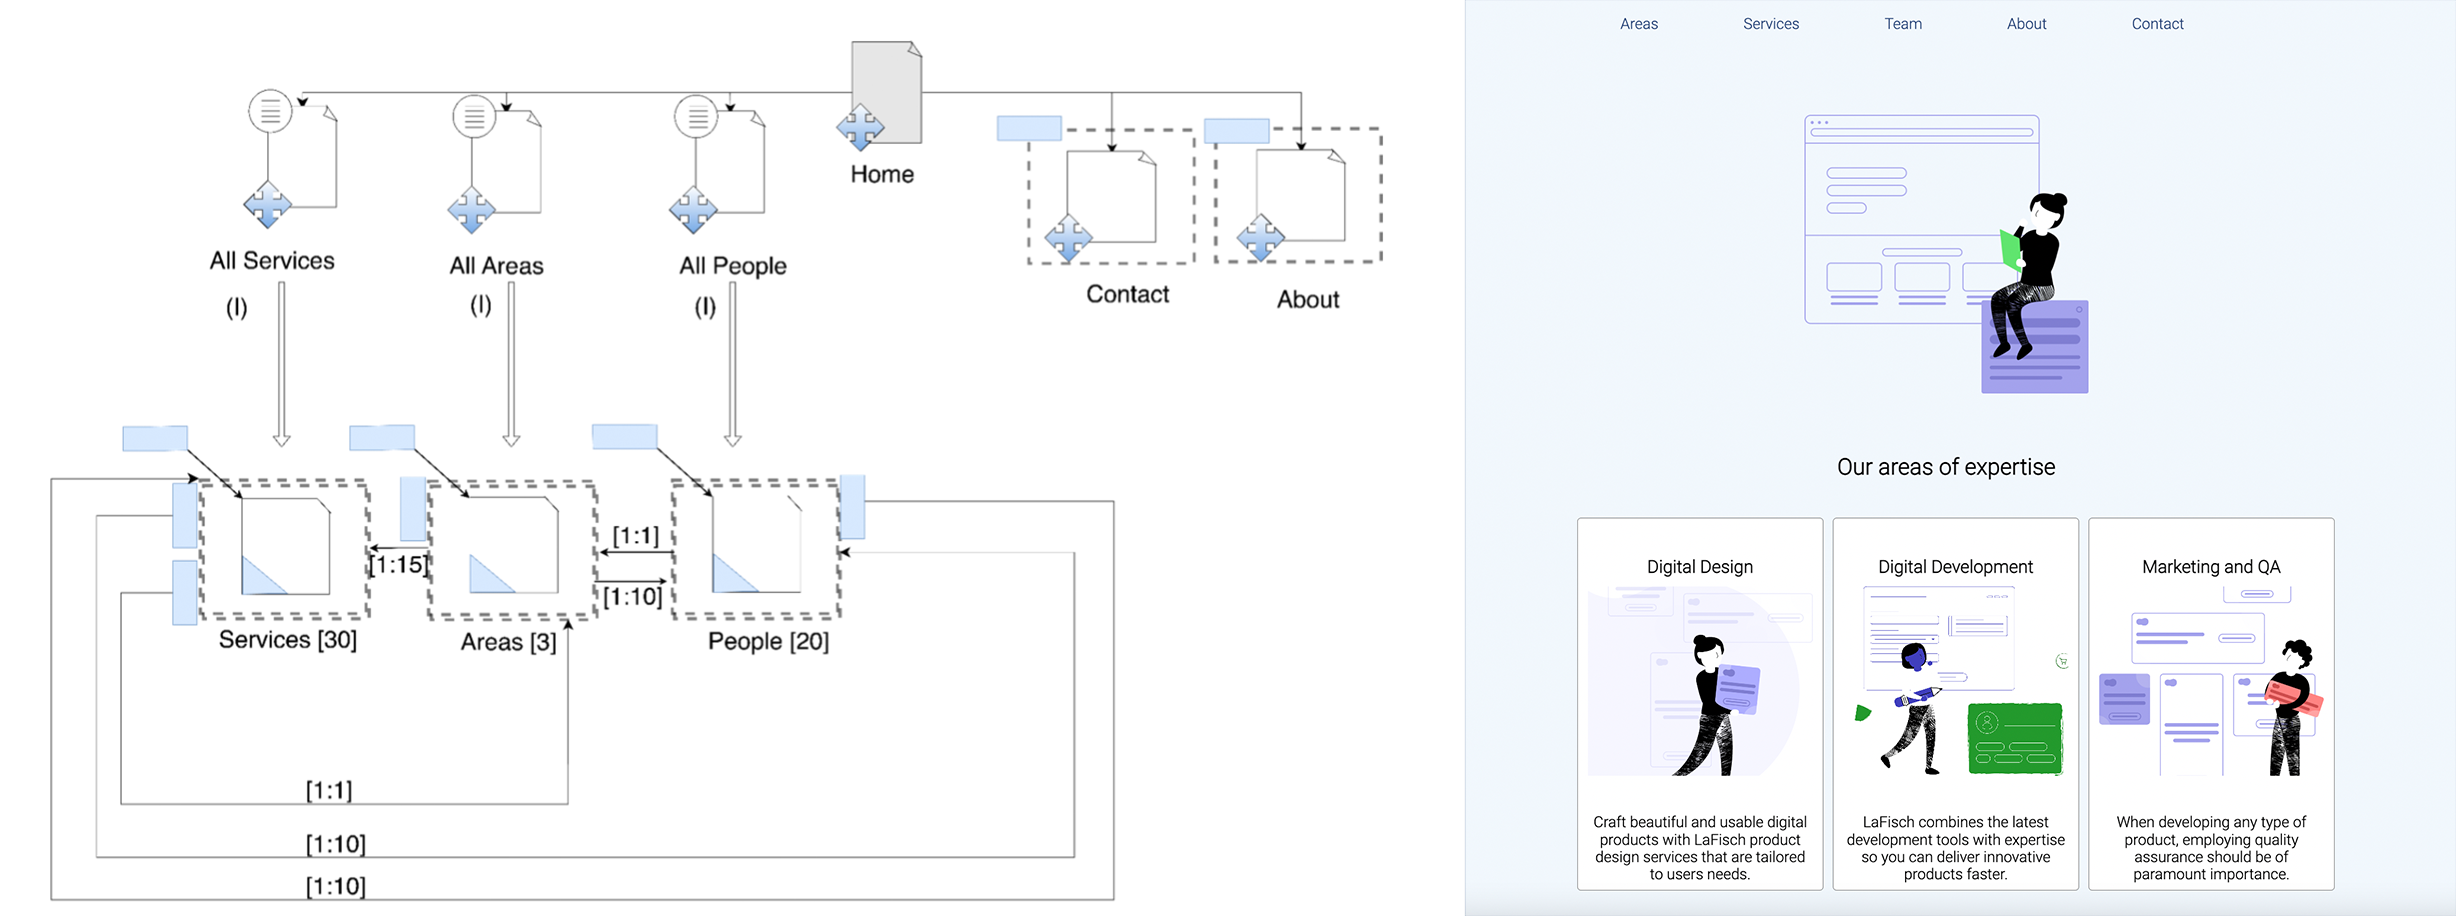 Home
All Services
All Areas
All People
Contact
About
(I)
(I)
(I)
[1:15]
[1:1]
[1:10]
Services [30]
Areas [3]
People [20]
[1:1]
[1:10]
[1:10]
Areas
Services
Team
About
Contact
Our areas of expertise
Digital Design
Craft beautiful and usable digital
products with LaFisch product
design services that are tailored
to users needs.
Digital Development
LaFisch combines the latest
development tools with expertise
so you can deliver innovative
products faster.
Marketing and QA
When developing any type of
product, employing quality
assurance should be of
paramount importance.